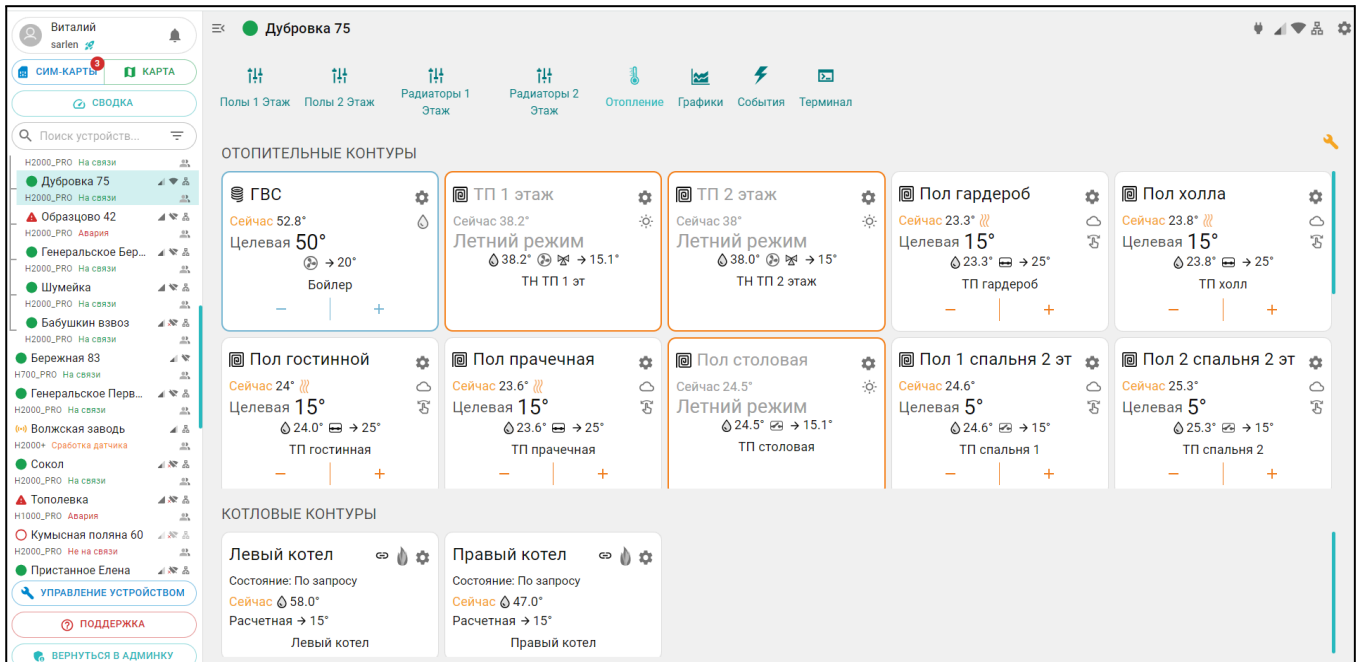 Виталий
sarlen
СИМ-КАРТЫ
3
КАРТА
СВОДКА
Поиск устройств...
H2000_PRO На связи
Дубровка 75
H2000_PRO На связи
Образцово 42
H2000_PRO Авария
Генеральское Бер...
H2000_PRO На связи
Шумейка
H2000_PRO На связи
Бабушкин взвоз
H2000_PRO На связи
Бережная 83
H700_PRO На связи
Генеральское Перв...
H2000_PRO На связи
Волжская заводь
H2000+ Сработка датчика
Сокол
H2000_PRO На связи
Тополевка
H1000_PRO Авария
Кумысная поляна 60
H2000_PRO Не на связи
Пристанное Елена
УПРАВЛЕНИЕ УСТРОЙСТВОМ
ПОДДЕРЖКА
ВЕРНУТЬСЯ В АДМИНКУ
Дубровка 75
Полы 1 Этаж
Полы 2 Этаж
Радиаторы 1
Этаж
Радиаторы 2
Этаж
Отопление
Графики
События
Терминал
ОТОПИТЕЛЬНЫЕ КОНТУРЫ
ГВС
Сейчас 52.8°
Целевая 50°
→ 20°
Бойлер
− +
ТП 1 этаж
Сейчас 38.2°
Летний режим
38.2° → 15.1°
ТН ТП 1 эт
ТП 2 этаж
Сейчас 38°
Летний режим
38.0° → 15°
ТН ТП 2 этаж
Пол гардероб
Сейчас 23.3°
Целевая 15°
23.3° → 25°
ТП гардероб
− +
Пол холла
Сейчас 23.8°
Целевая 15°
23.8° → 25°
ТП холл
− +
Пол гостинной
Сейчас 24°
Целевая 15°
24.0° → 25°
ТП гостинная
− +
Пол прачечная
Сейчас 23.6°
Целевая 15°
23.6° → 25°
ТП прачечная
− +
Пол столовая
Сейчас 24.5°
Летний режим
24.5° → 15.1°
ТП столовая
Пол 1 спальня 2 эт
Сейчас 24.6°
Целевая 5°
24.6° → 15°
ТП спальня 1
− +
Пол 2 спальня 2 эт
Сейчас 25.3°
Целевая 5°
25.3° → 15°
ТП спальня 2
− +
КОТЛОВЫЕ КОНТУРЫ
Левый котел
Состояние: По запросу
Сейчас 58.0°
Расчетная → 15°
Левый котел
Правый котел
Состояние: По запросу
Сейчас 47.0°
Расчетная → 15°
Правый котел